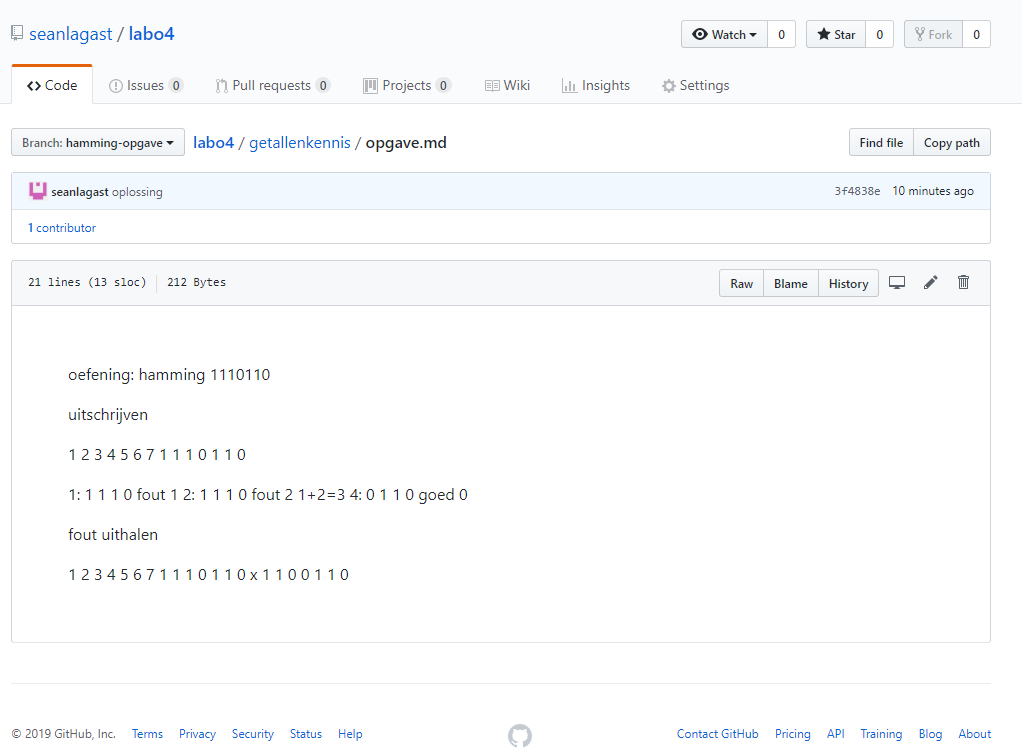 seanlagast / labo4
Watch 0 Star 0 Fork 0
Code Issues 0 Pull requests 0 Projects 0 Wiki Insights Settings
Branch: hamming-opgave labo4 / getallenkennis / opgave.md Find file Copy path
seanlagast oplossing 3f4838e 10 minutes ago
1 contributor
21 lines (13 sloc) 212 Bytes Raw Blame History
oefening: hamming 1110110
uitschrijven
1 2 3 4 5 6 7 1 1 1 0 1 1 0
1: 1 1 1 0 fout 1 2: 1 1 1 0 fout 2 1+2=3 4: 0 1 1 0 goed 0
fout uithalen
1 2 3 4 5 6 7 1 1 1 0 1 1 0 x 1 1 0 0 1 1 0
© 2019 GitHub, Inc. Terms Privacy Security Status Help Contact GitHub Pricing API Training Blog About